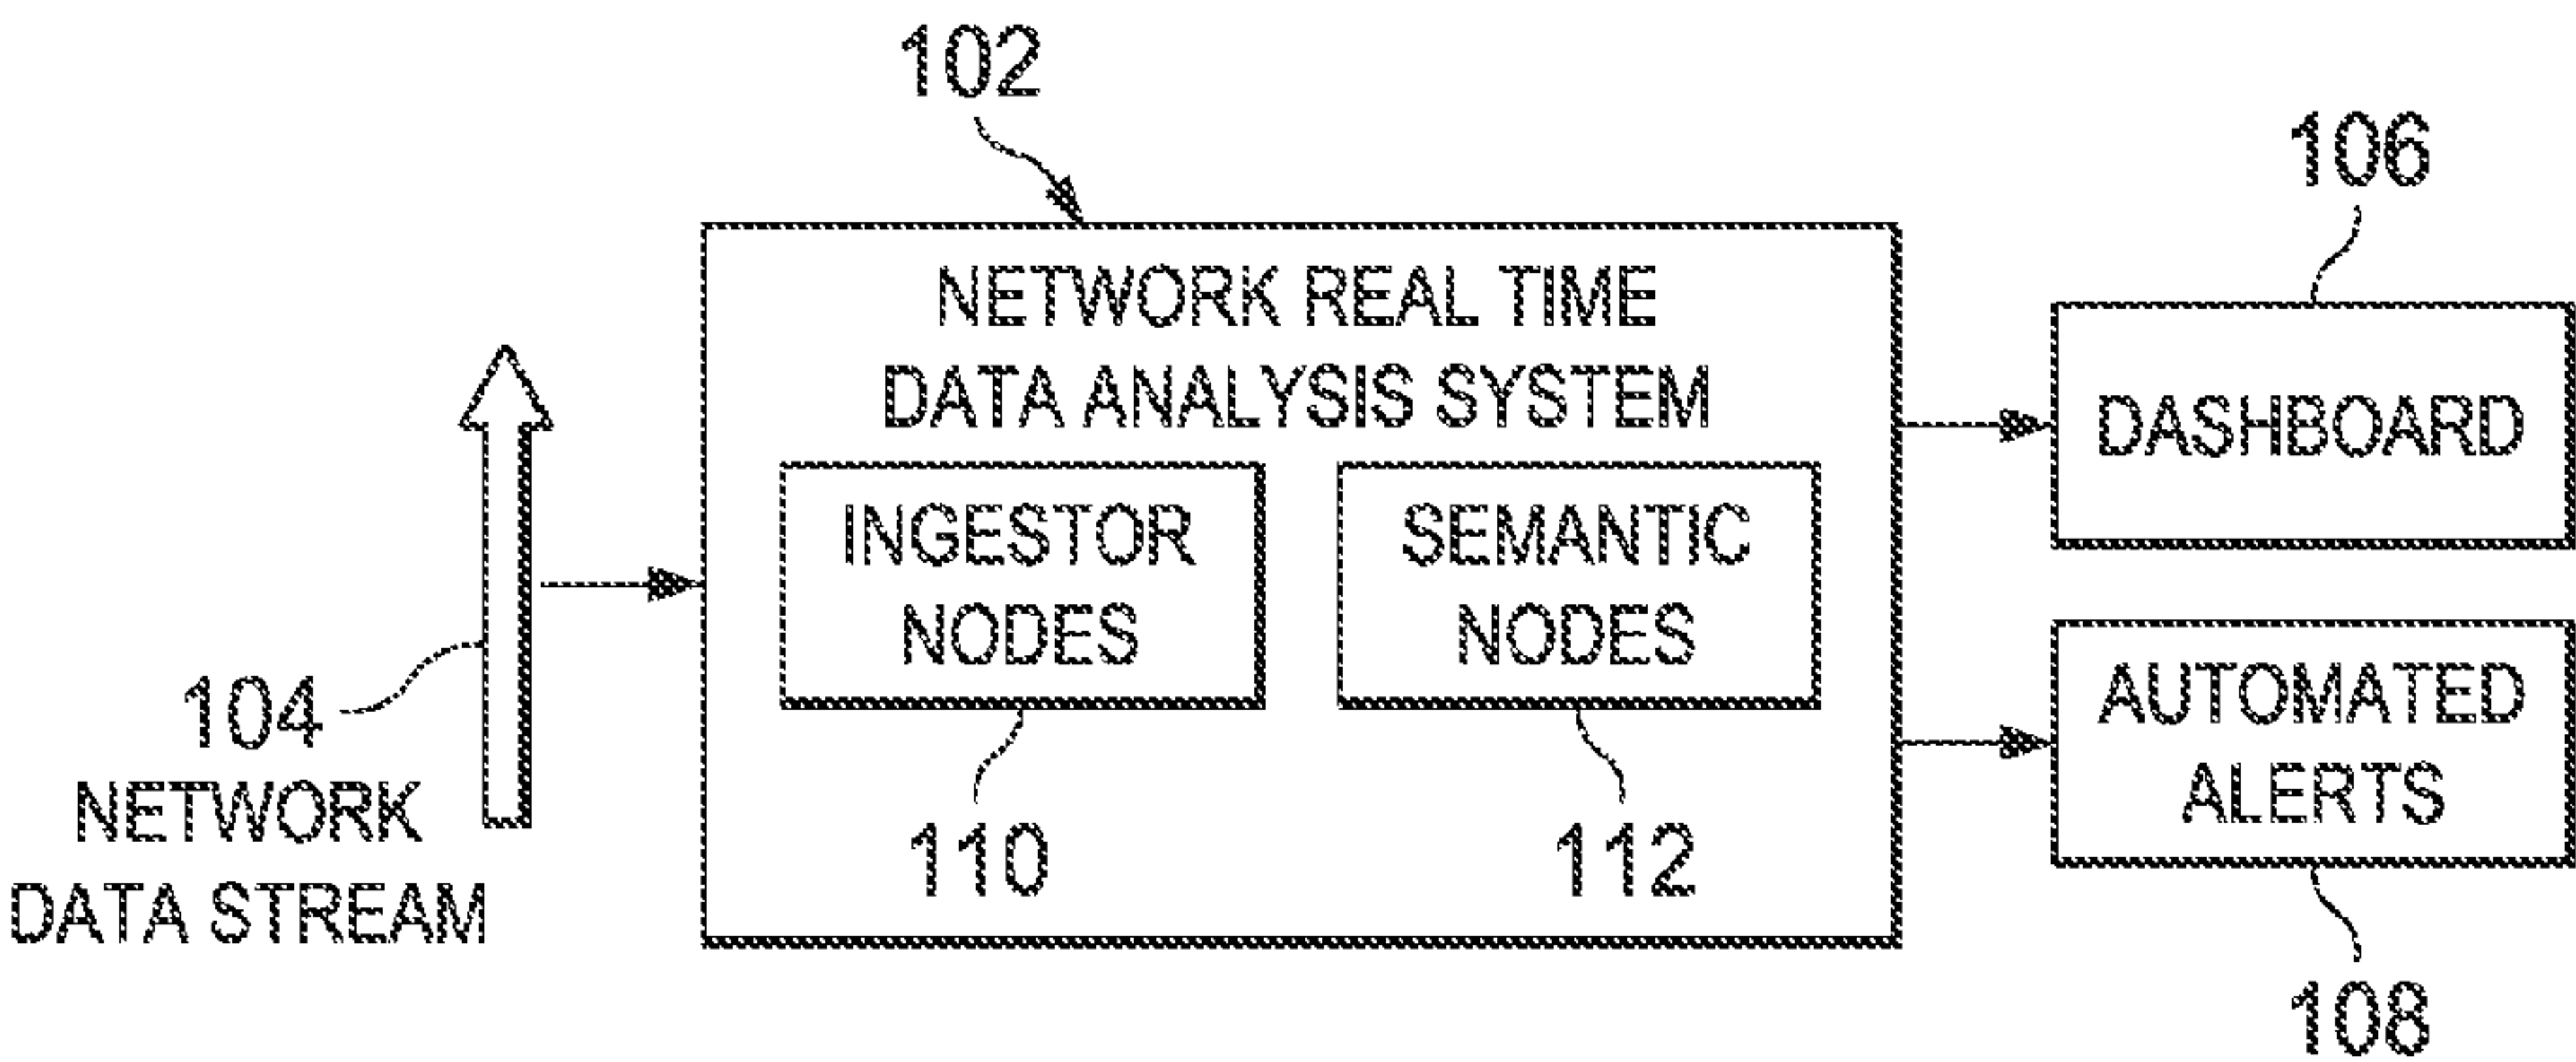 102
106
NETWORK REAL TIME
DATA ANALYSIS SYSTEM
DASHBOARD
INGESTOR
NODES
SEMANTIC
NODES
104
NETWORK
DATA STREAM
AUTOMATED
ALERTS
110
112
108